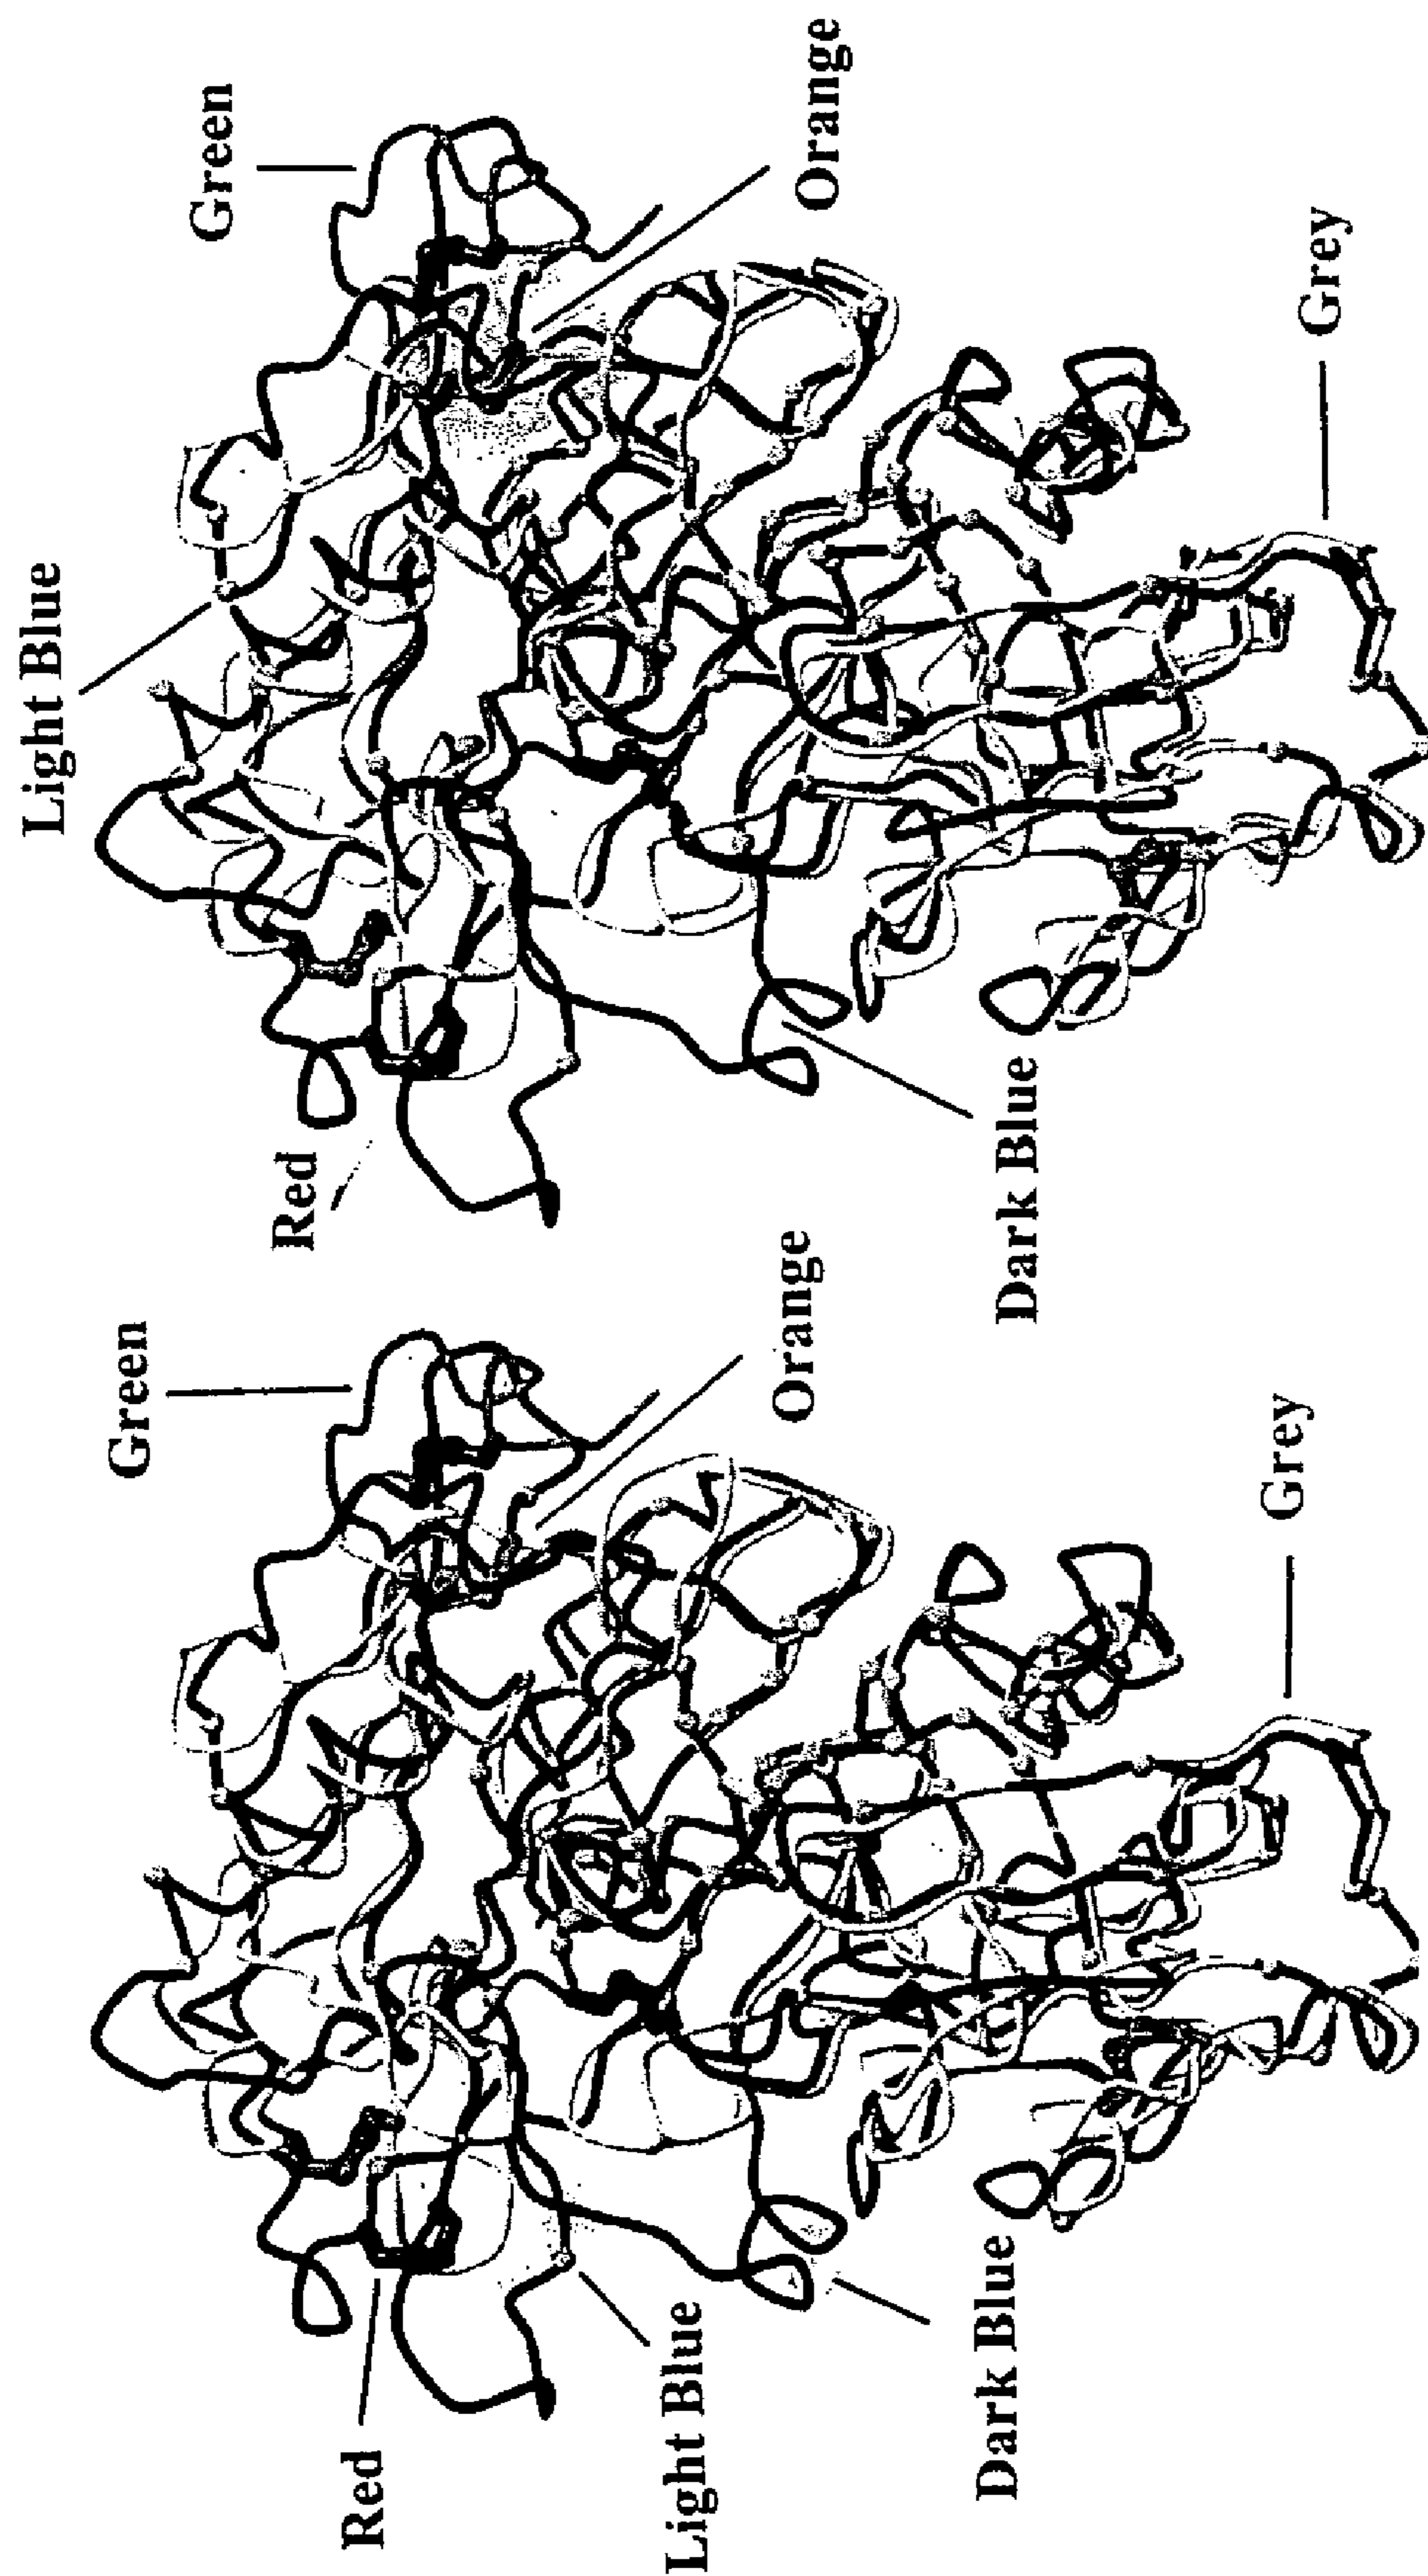 Light Blue
Green
Orange
Grey
Red
Dark Blue
Green
Orange
Grey
Red
Light Blue
Dark Blue